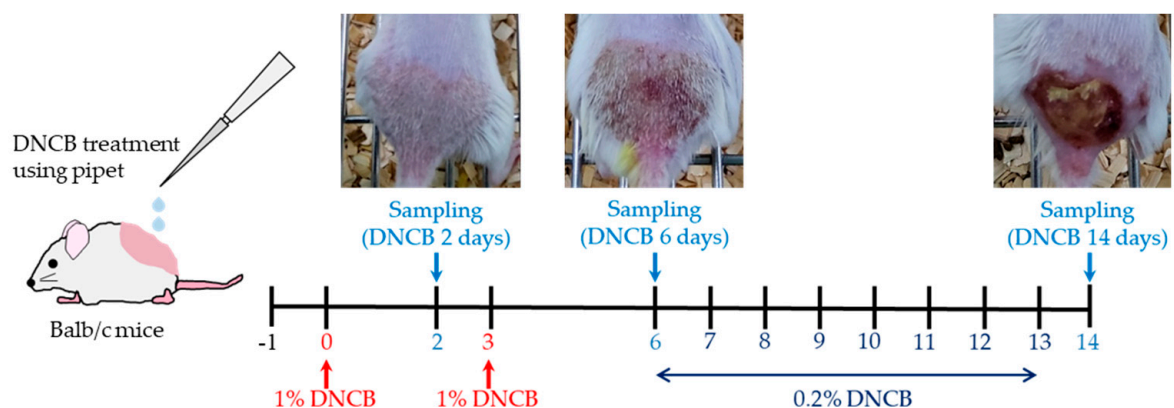 DNCB treatment
using pipet
Balb/c mice
Sampling
(DNCB 2 days)
Sampling
(DNCB 6 days)
Sampling
(DNCB 14 days)
-1 0 2 3 6 7 8 9 10 11 12 13 14
1% DNCB 1% DNCB 0.2% DNCB